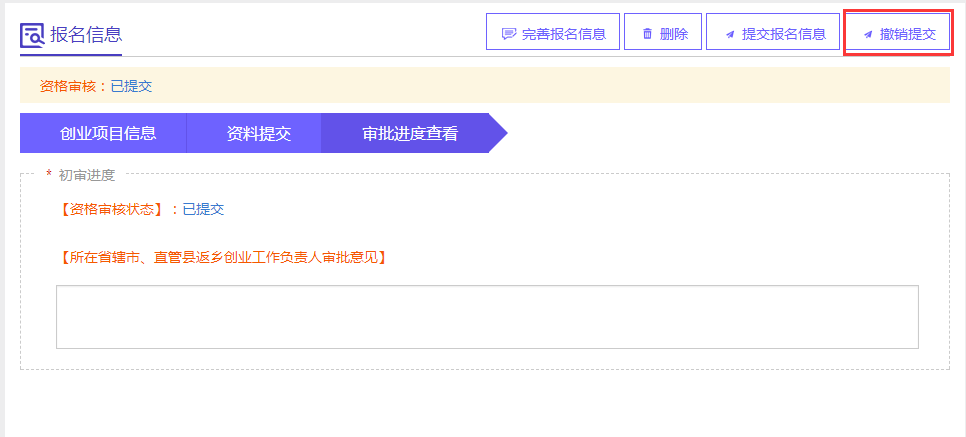 报名信息
完善报名信息
删除
提交报名信息
撤销提交
资格审核：已提交
创业项目信息
资料提交
审批进度查看
* 初审进度
【资格审核状态】：已提交
【所在省辖市、直管县返乡创业工作负责人审批意见】